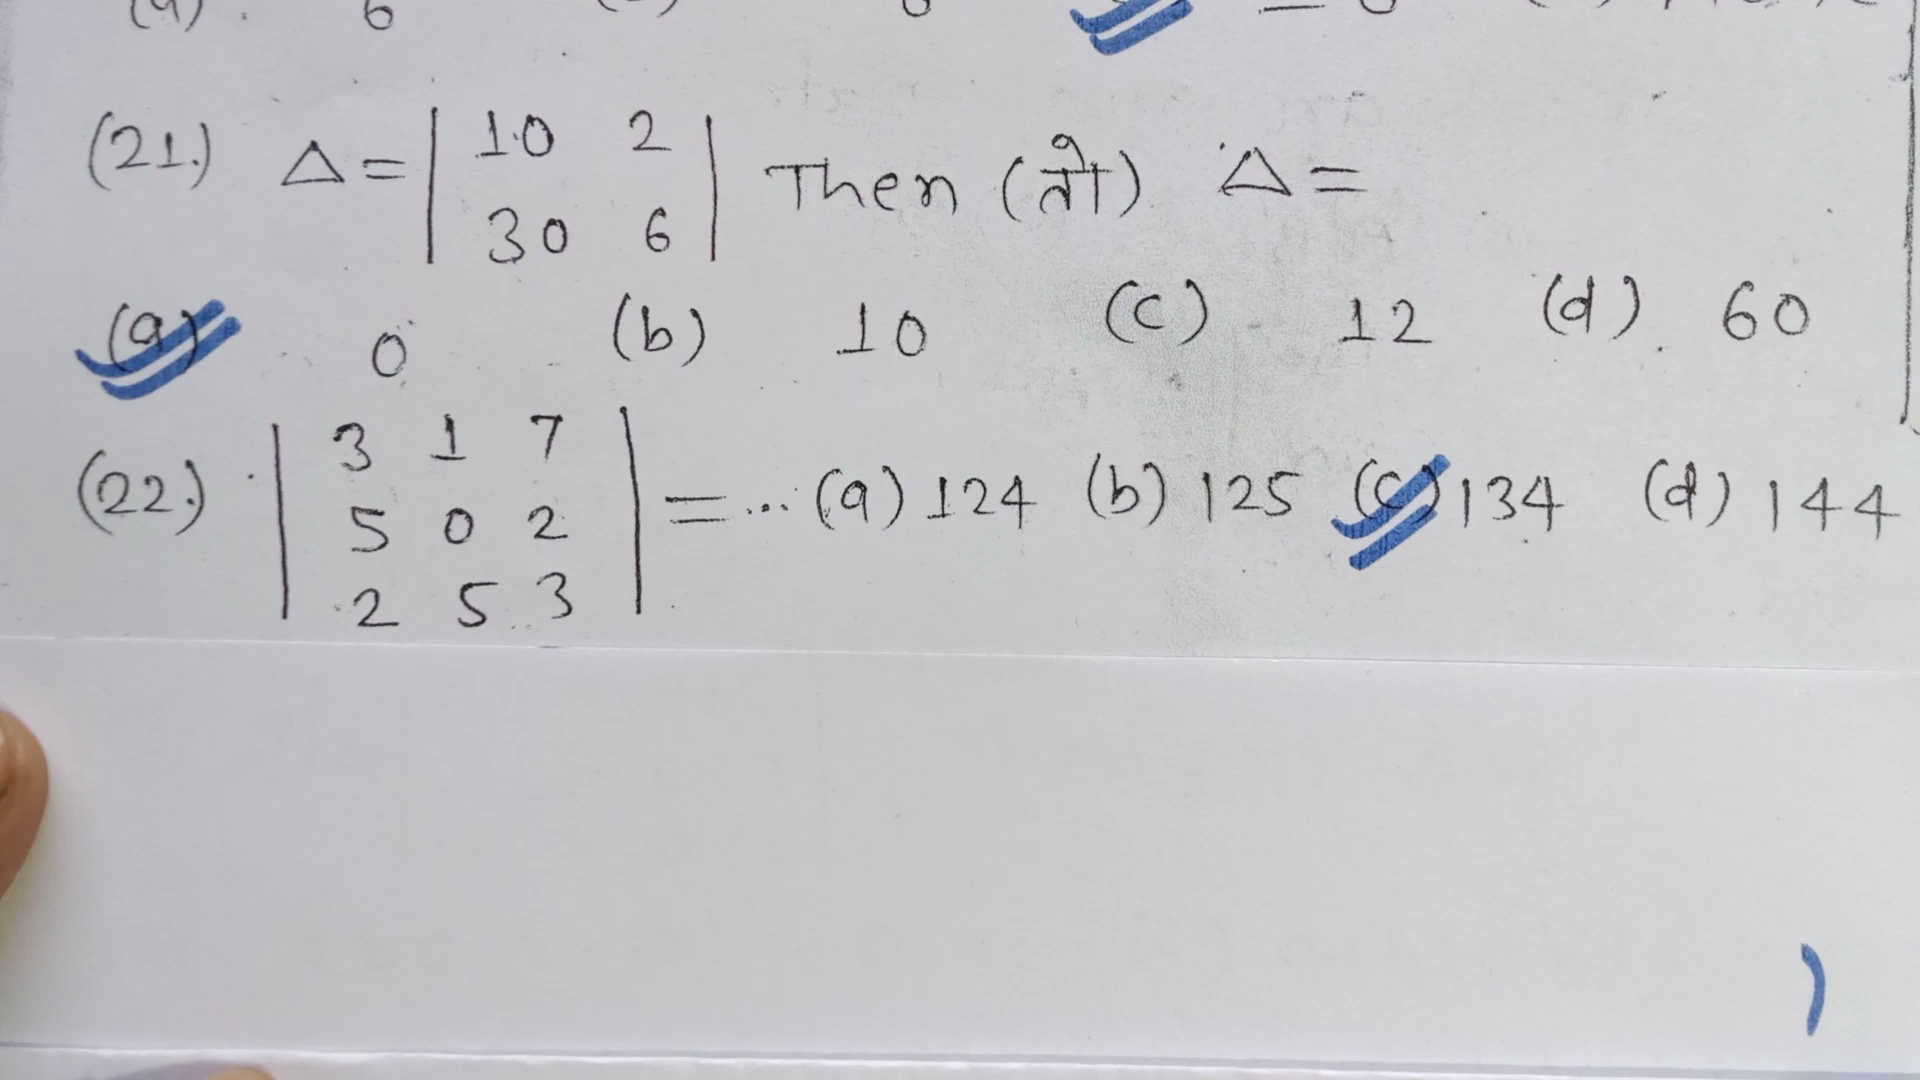 (21.) Δ = | 10 2 | Then (तो) Δ =
| 30 6 |
(a) 0 (b) 10 (c) 12 (d) 60
(22.) | 3 1 7 |
| 5 0 2 | = ... (a) 124 (b) 125 (c) 134 (d) 144
| 2 5 3 |